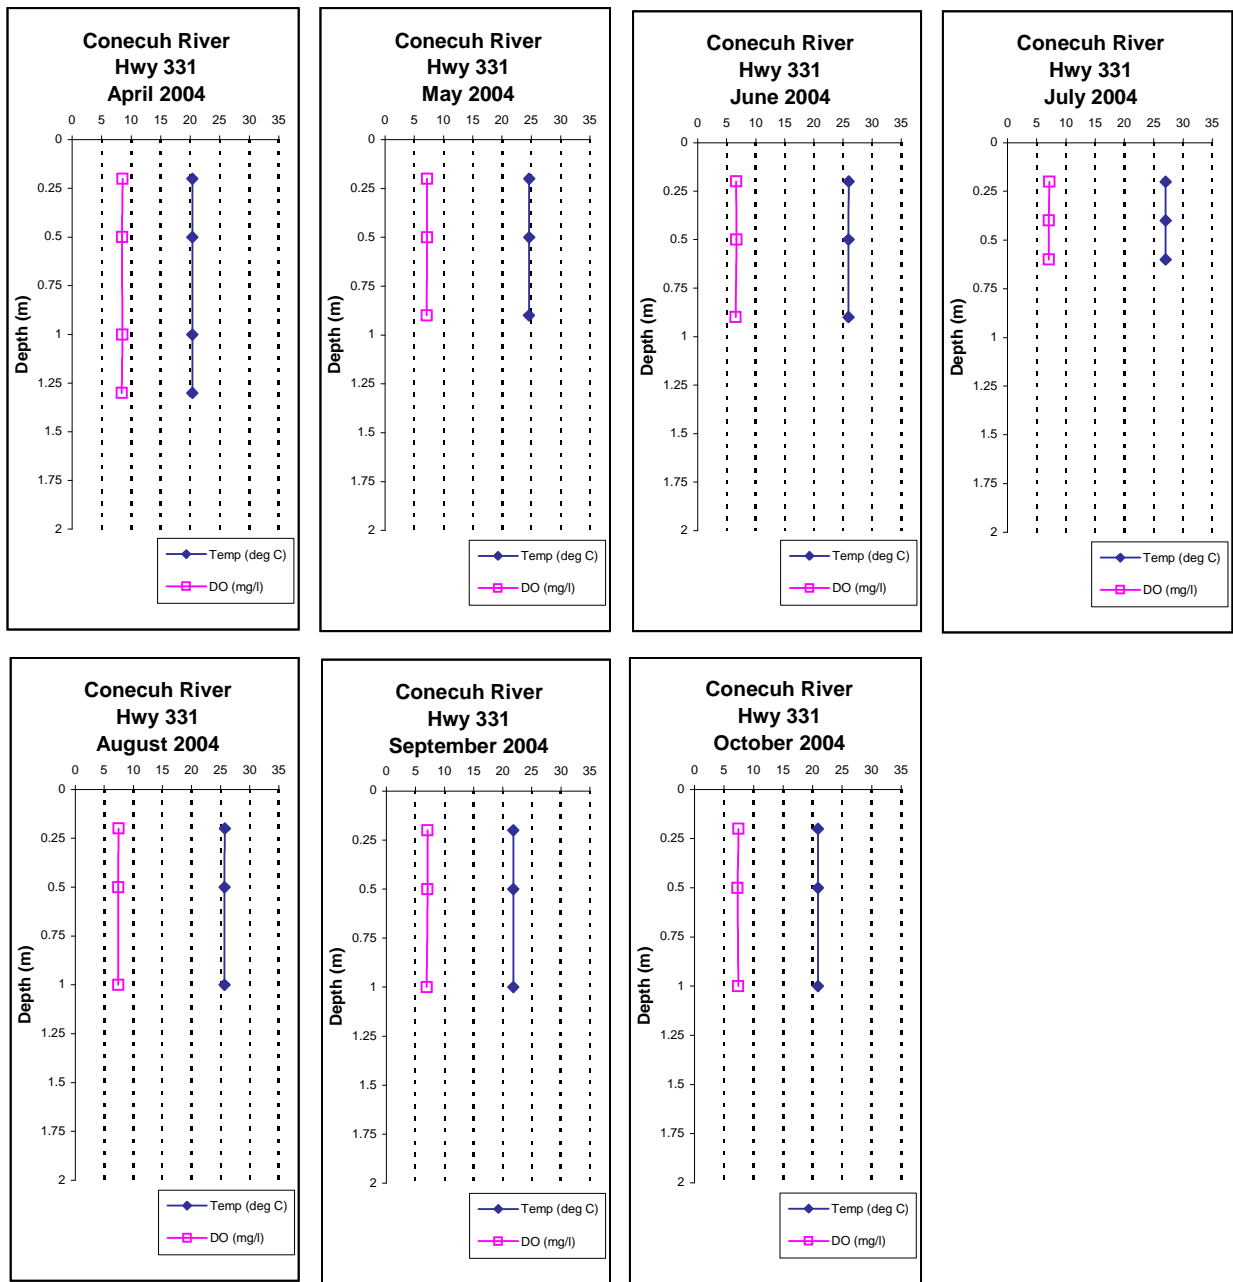 Conecuh River
Hwy 331
April 2004
0 5 10 15 20 25 30 35
0
0.25
0.5
0.75
1
1.25
1.5
1.75
2
Depth (m)
Temp (deg C)
DO (mg/l)
Conecuh River
Hwy 331
May 2004
0 5 10 15 20 25 30 35
0
0.25
0.5
0.75
1
1.25
1.5
1.75
2
Depth (m)
Temp (deg C)
DO (mg/l)
Conecuh River
Hwy 331
June 2004
0 5 10 15 20 25 30 35
0
0.25
0.5
0.75
1
1.25
1.5
1.75
2
Depth (m)
Temp (deg C)
DO (mg/l)
Conecuh River
Hwy 331
July 2004
0 5 10 15 20 25 30 35
0
0.25
0.5
0.75
1
1.25
1.5
1.75
2
Depth (m)
Temp (deg C)
DO (mg/l)
Conecuh River
Hwy 331
August 2004
0 5 10 15 20 25 30 35
0
0.25
0.5
0.75
1
1.25
1.5
1.75
2
Depth (m)
Temp (deg C)
DO (mg/l)
Conecuh River
Hwy 331
September 2004
0 5 10 15 20 25 30 35
0
0.25
0.5
0.75
1
1.25
1.5
1.75
2
Depth (m)
Temp (deg C)
DO (mg/l)
Conecuh River
Hwy 331
October 2004
0 5 10 15 20 25 30 35
0
0.25
0.5
0.75
1
1.25
1.5
1.75
2
Depth (m)
Temp (deg C)
DO (mg/l)